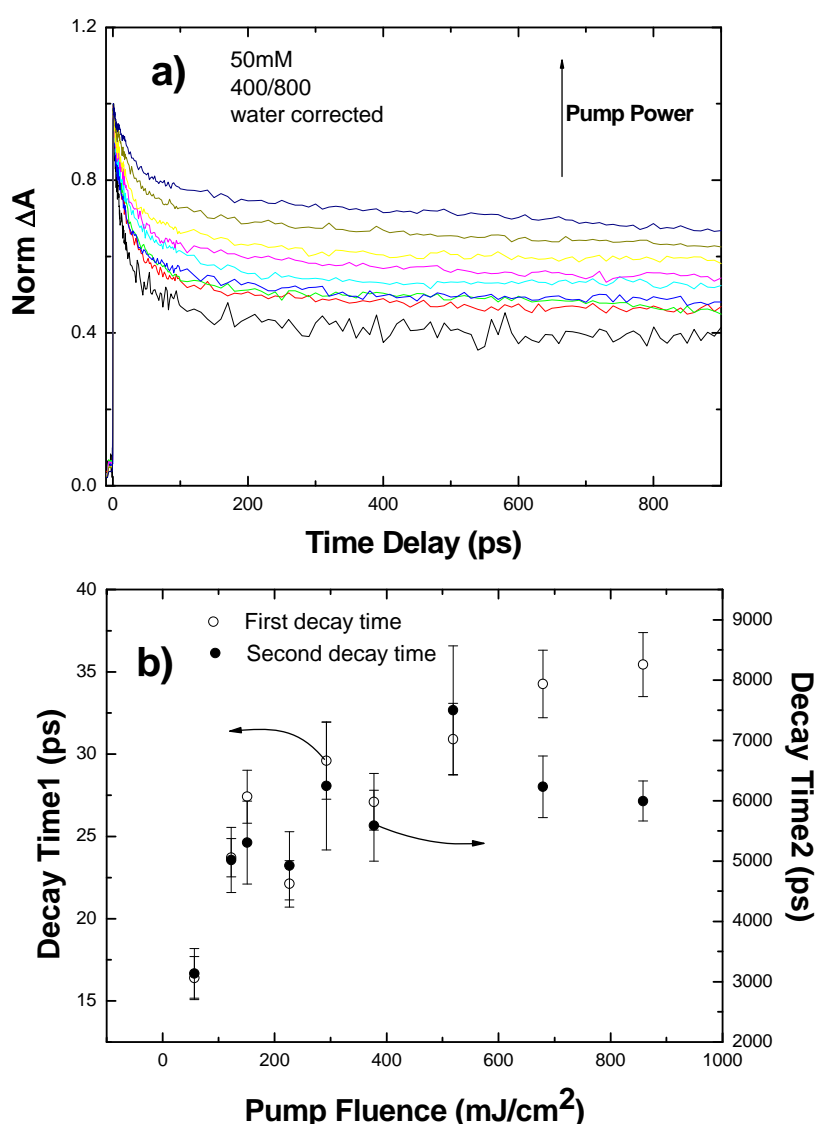 1.2
a)
50mM
400/800
water corrected
Pump Power
0.8
0.4
0.0
Norm ΔA
0 200 400 600 800
Time Delay (ps)
40
35
30
25
20
15
Decay Time1 (ps)
b)
First decay time
Second decay time
9000
8000
7000
6000
5000
4000
3000
2000
Decay Time2
(ps)
0 200 400 600 800 1000
Pump Fluence (mJ/cm²)